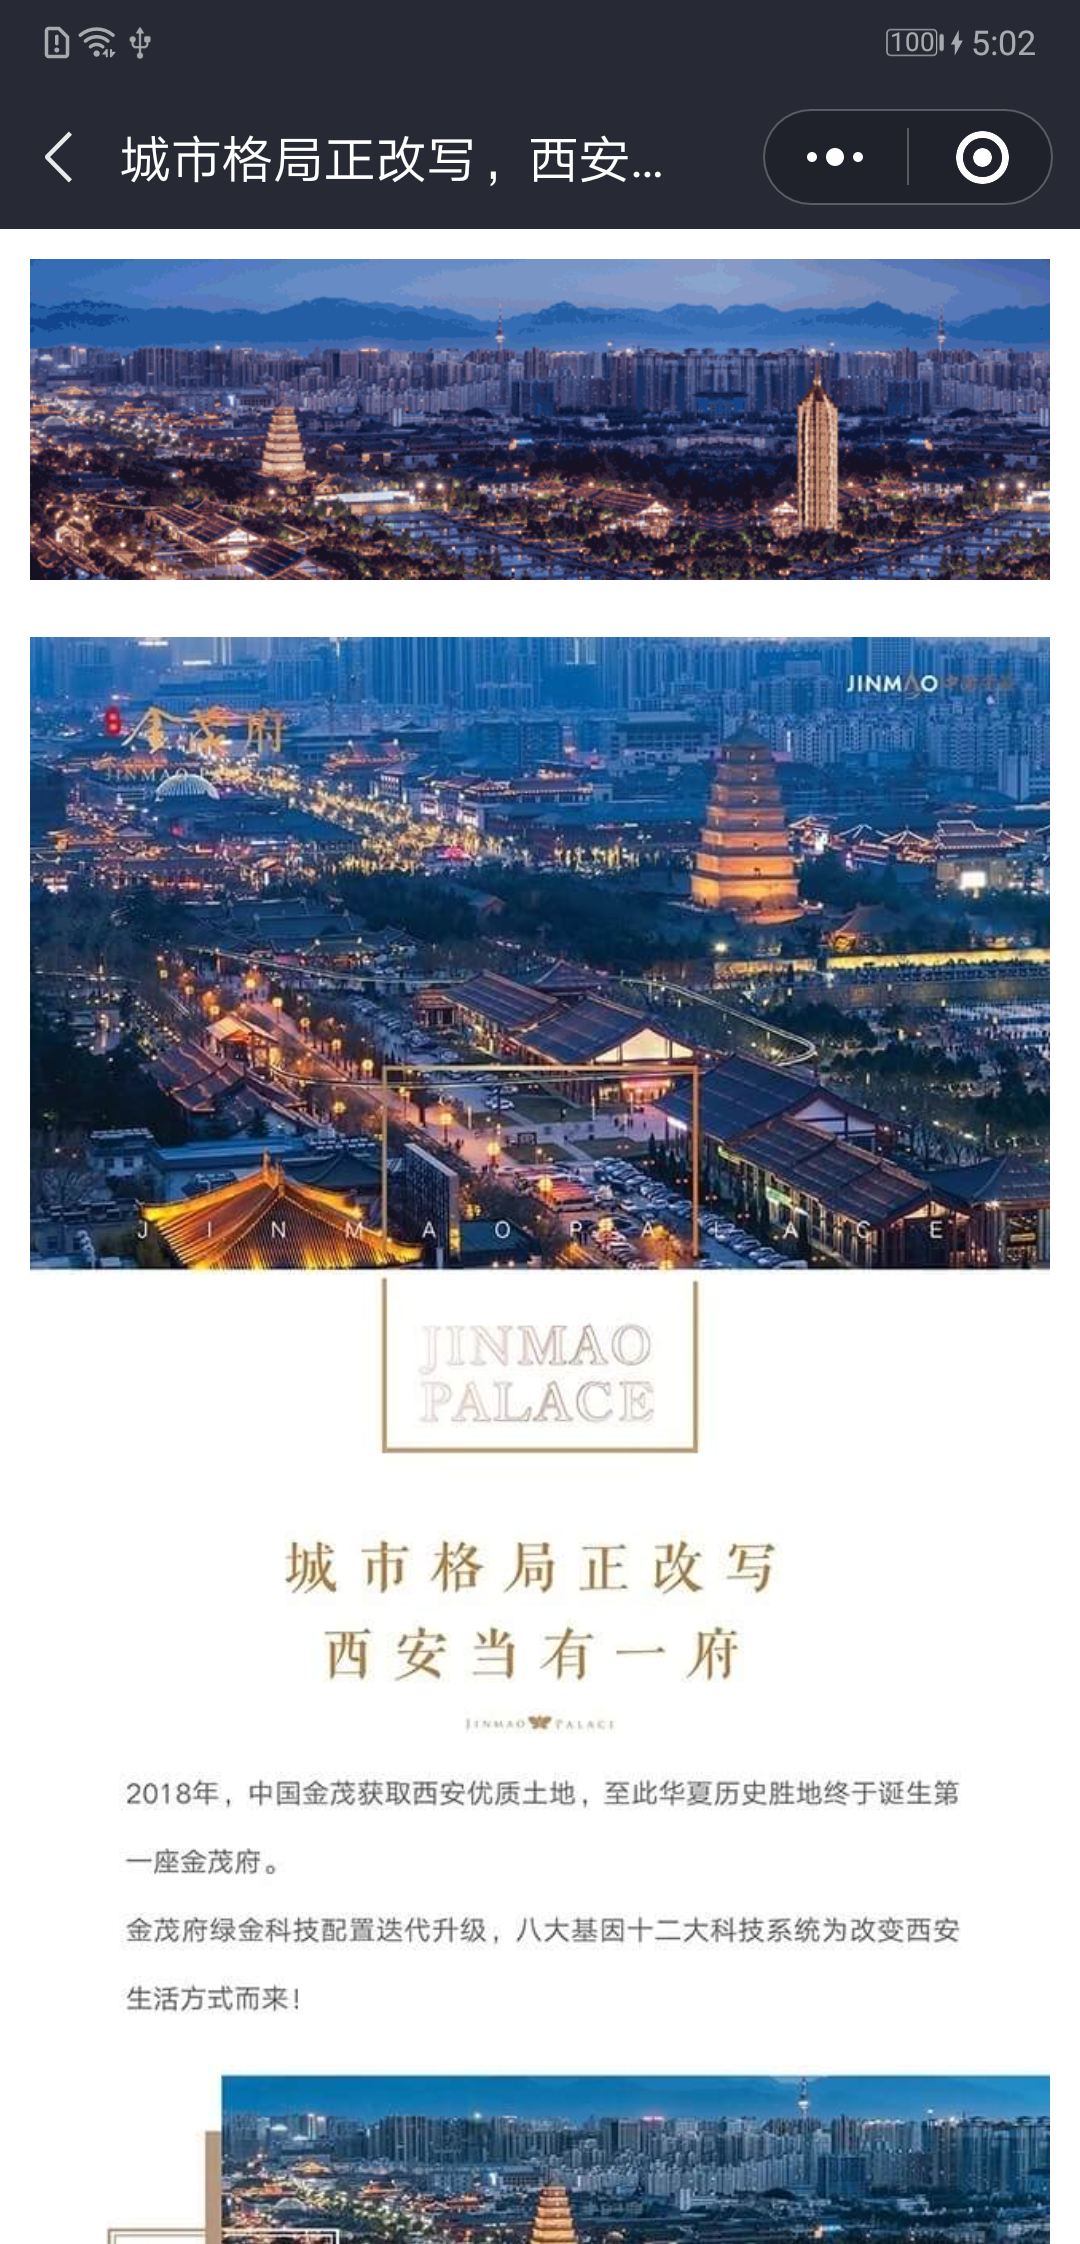 100 5:02
城市格局正改写，西安...
JINMAO
金茂府
JINMAO PALACE
JINMAO PALACE
JINMAO
PALACE
城市格局正改写
西安当有一府
JINMAO PALACE
2018年，中国金茂获取西安优质土地，至此华夏历史胜地终于诞生第
一座金茂府。
金茂府绿金科技配置迭代升级，八大基因十二大科技系统为改变西安
生活方式而来！